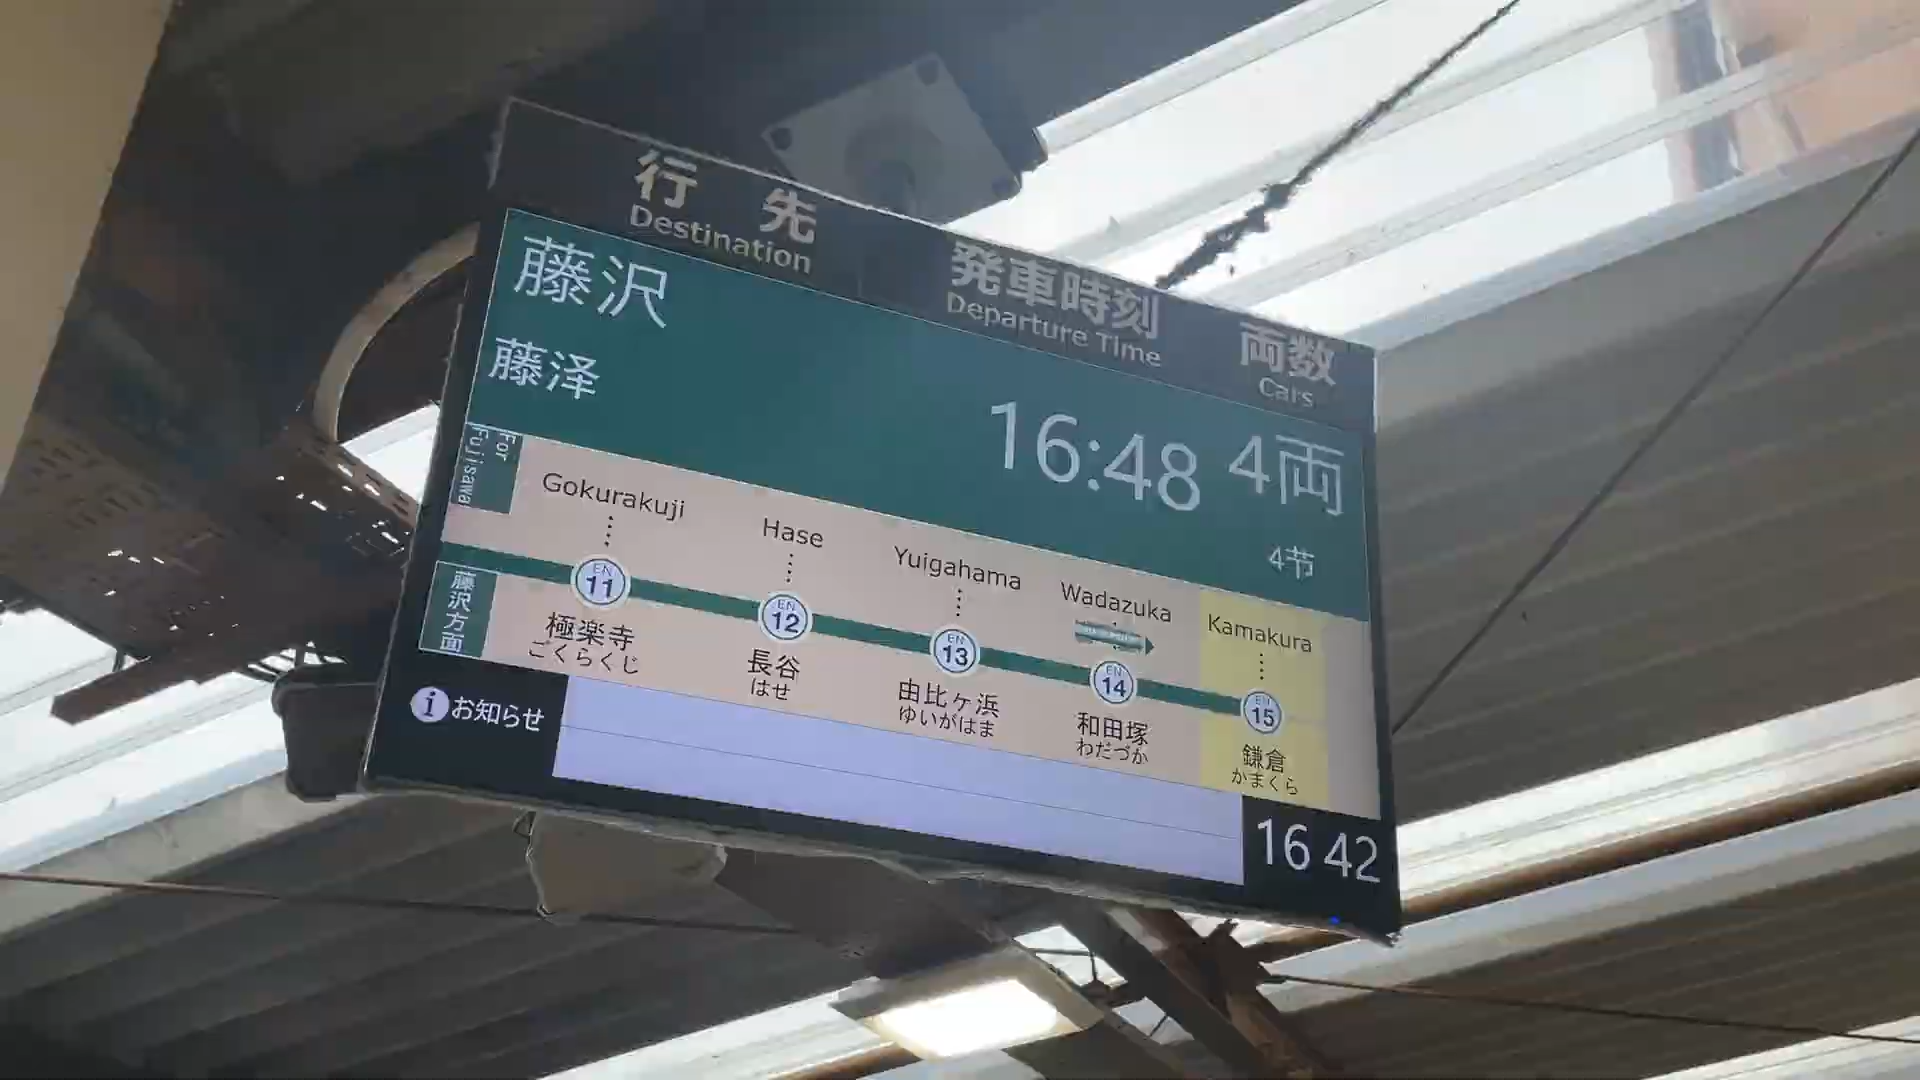 行先
Destination
発車時刻
Departure Time
両数
Cars
藤沢
藤泽
16:48
4両
4节
For Fujisawa
Gokurakuji
Hase
Yuigahama
Wadazuka
Kamakura
EN 11
EN 12
EN 13
EN 14
EN 15
藤沢方面
極楽寺
ごくらくじ
長谷
はせ
由比ヶ浜
ゆいがはま
和田塚
わだづか
鎌倉
かまくら
i お知らせ
16 42